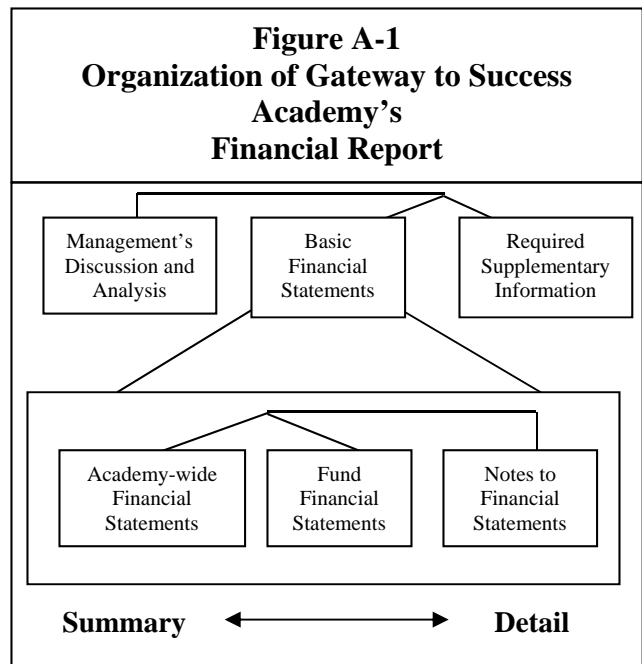 Figure A-1
Organization of Gateway to Success
Academy's
Financial Report
Management's
Discussion and
Analysis
Basic
Financial
Statements
Required
Supplementary
Information
Academy-wide
Financial
Statements
Fund
Financial
Statements
Notes to
Financial
Statements
Summary
Detail